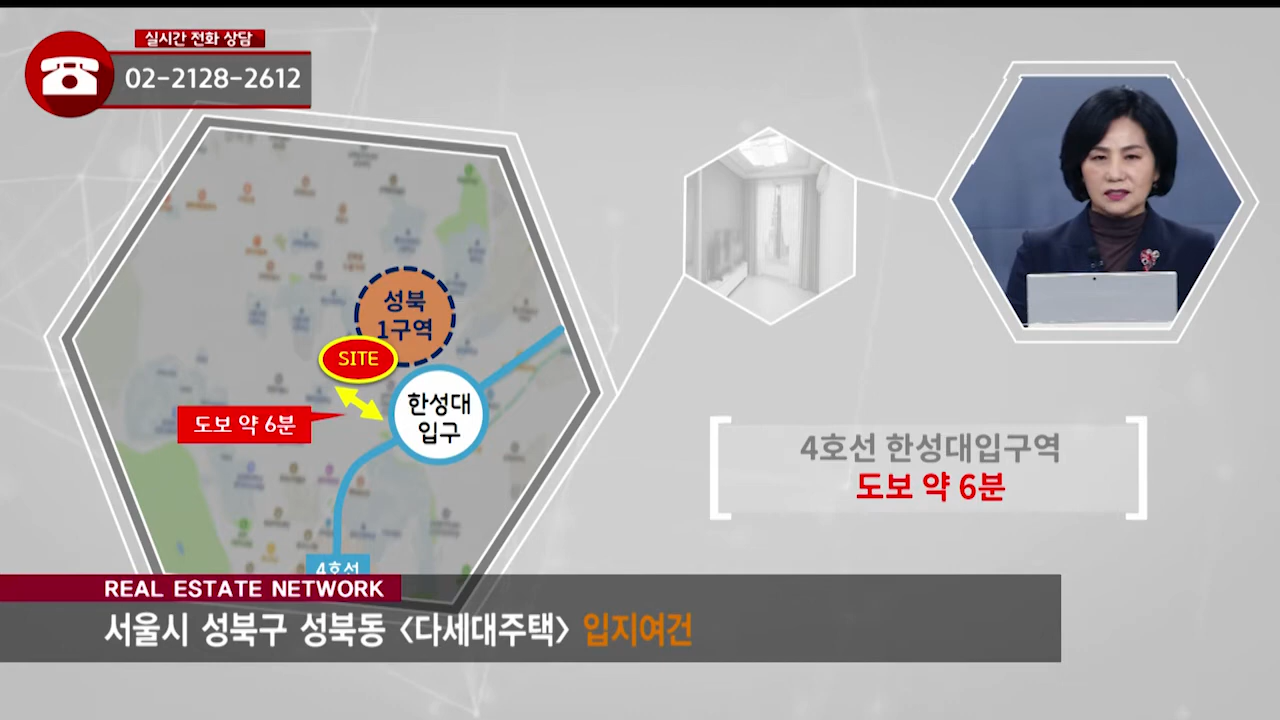 실시간 전화 상담
02-2128-2612
성북
1구역
SITE
한성대
입구
도보 약 6분
4호선
4호선 한성대입구역
도보 약 6분
REAL ESTATE NETWORK
서울시 성북구 성북동 <다세대주택> 입지여건